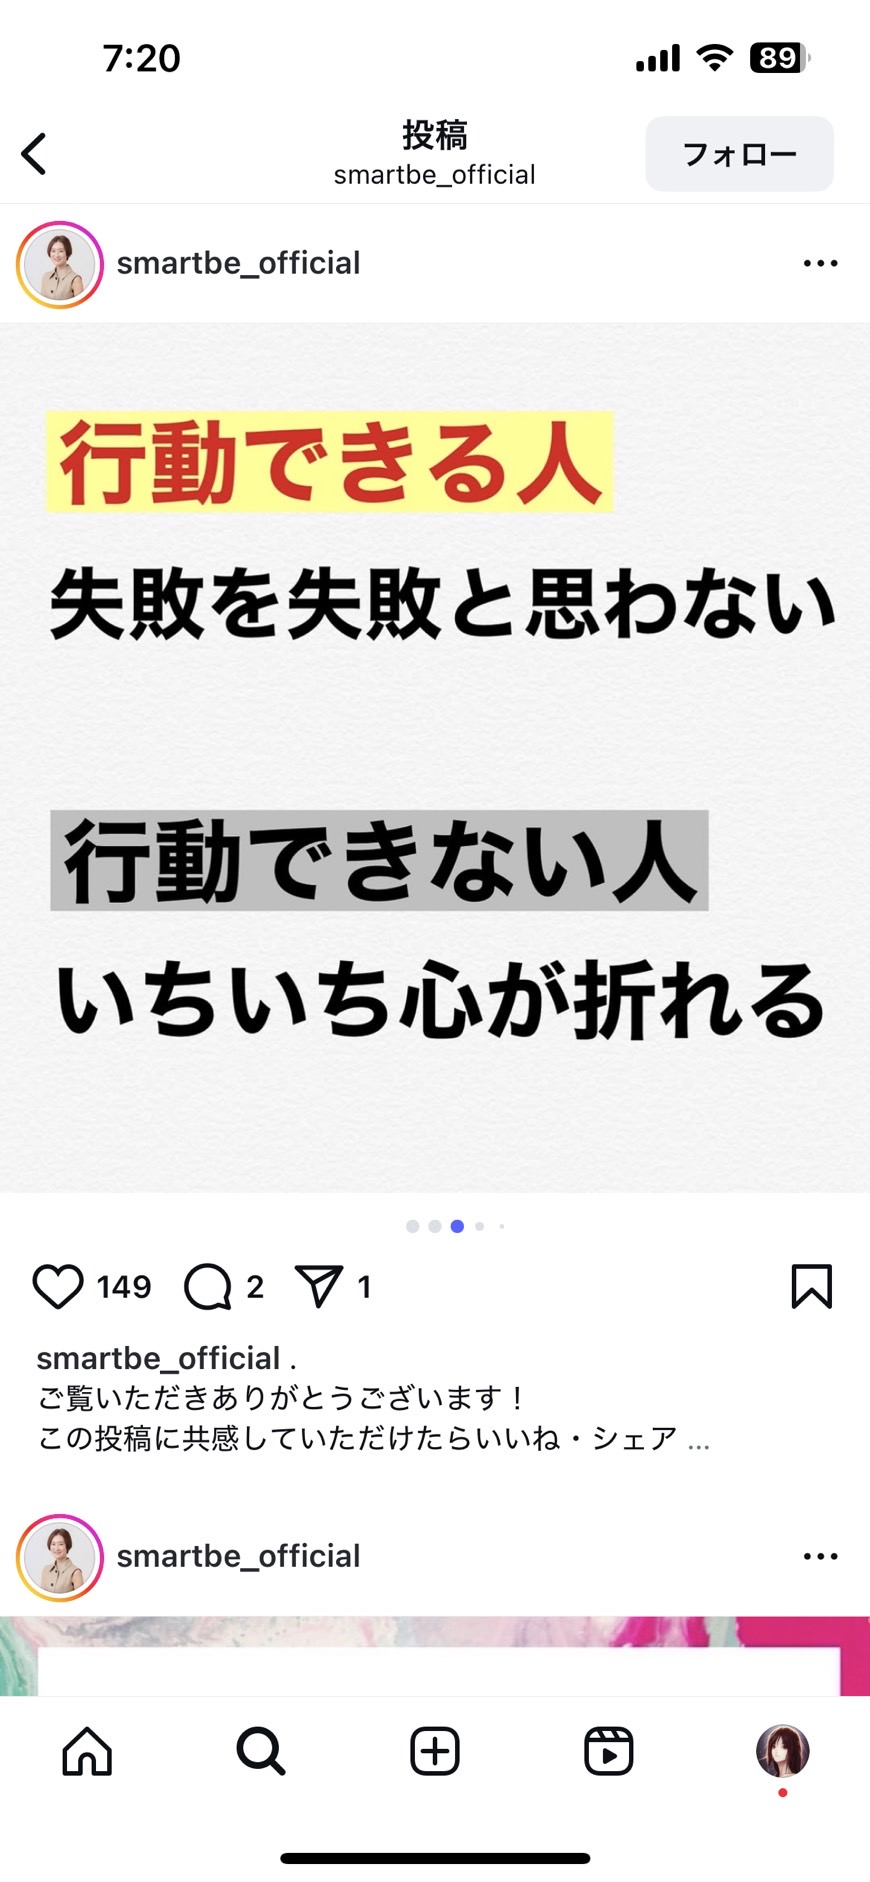 7:20
89
投稿
smartbe_official
フォロー
smartbe_official
行動できる人
失敗を失敗と思わない
行動できない人
いちいち心が折れる
149
2
1
smartbe_official .
ご覧いただきありがとうございます！
この投稿に共感していただけたらいいね・シェア ...
smartbe_official